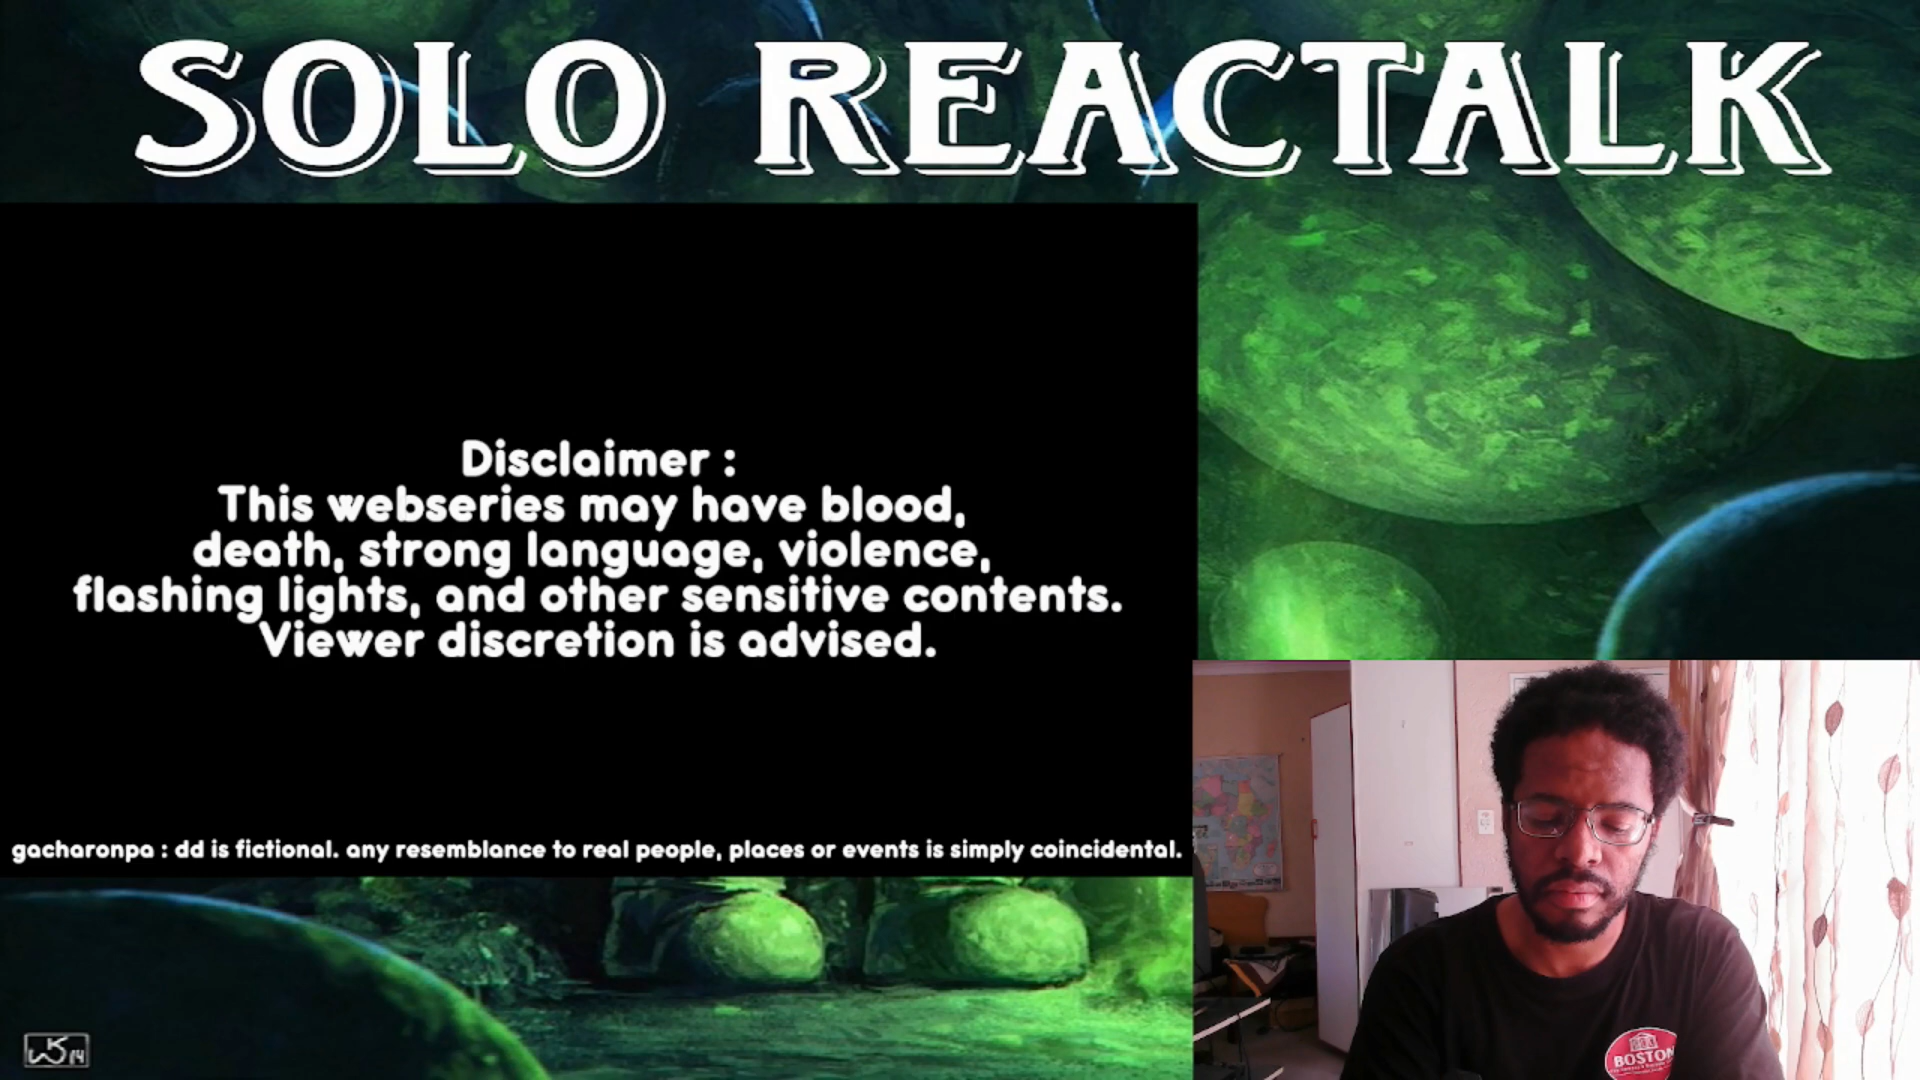 SOLO REACTALK
Disclaimer :
This webseries may have blood,
death, strong language, violence,
flashing lights, and other sensitive contents.
Viewer discretion is advised.
gacharonpa : dd is fictional. any resemblance to real people, places or events is simply coincidental.
BOSTON